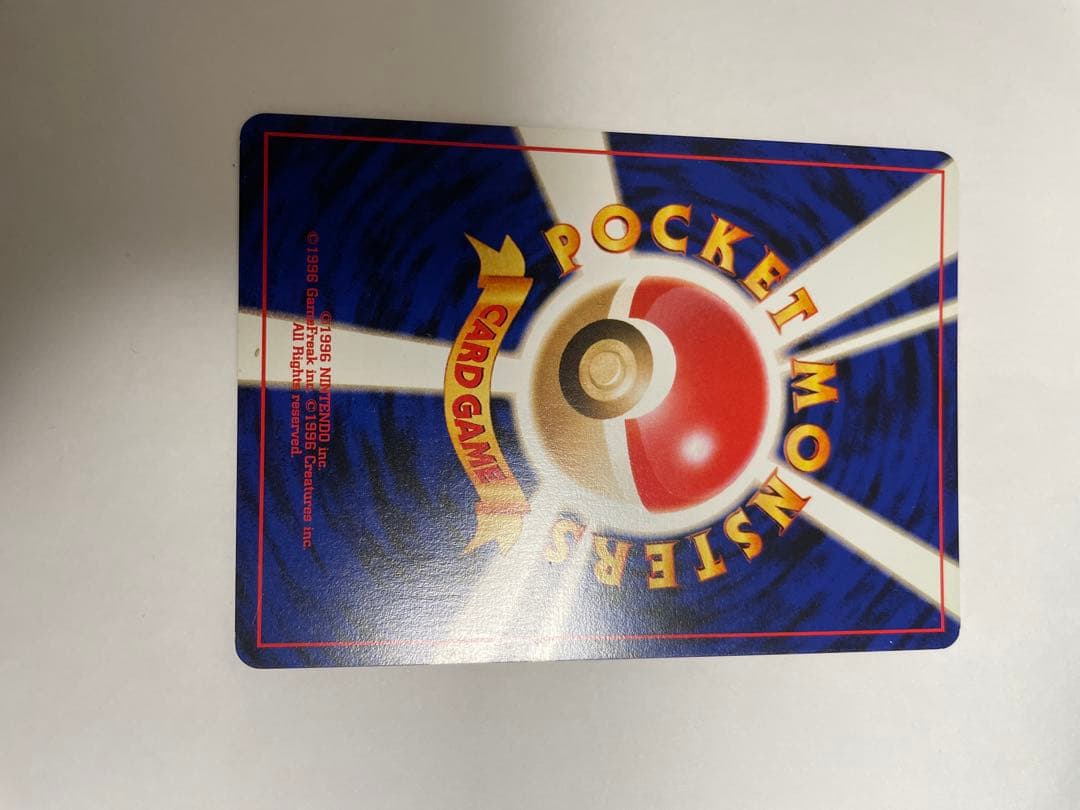 POCKET MONSTERS
CARD GAME
©1996 NINTENDO inc.
©1996 GameFreak inc. ©1996 Creatures inc.
All Rights reserved.